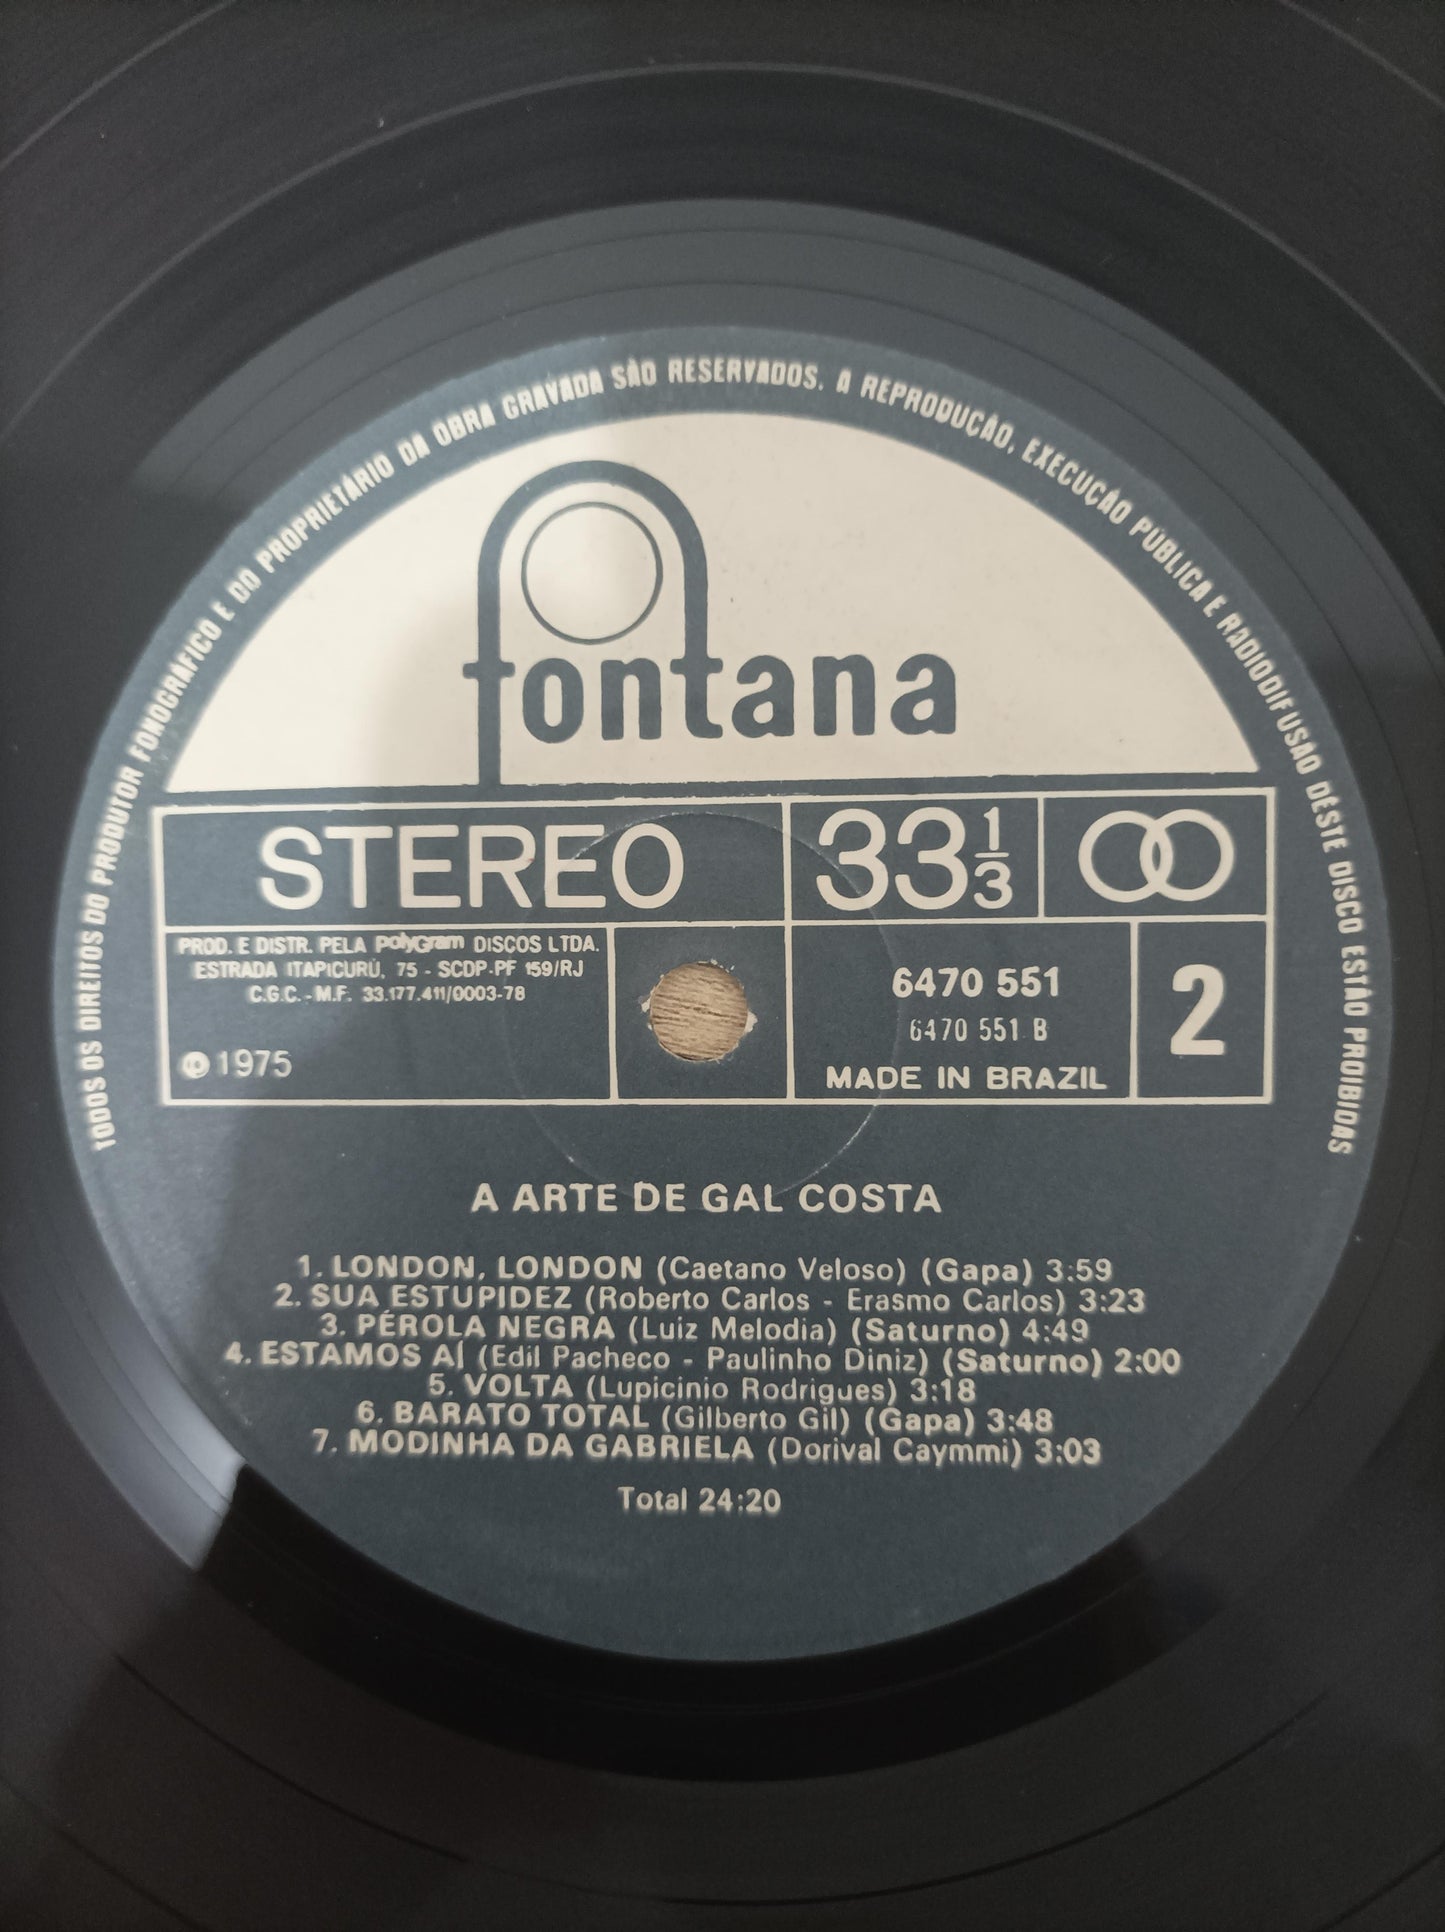 TODOS OS DIREITOS DO PRODUTOR FONOGRÁFICO E DO PROPRIETÁRIO DA OBRA GRAVADA SÃO RESERVADOS. A REPRODUÇÃO, EXECUÇÃO PÚBLICA E RADIODIFUSÃO DÊSTE DISCO ESTÃO PROIBIDAS
fontana
STEREO
33 1/3
PROD. E DISTR. PELA PolyGram DISCOS LTDA.
ESTRADA ITAPICURÚ, 75 - SCDP-PF 159/RJ
C.G.C. - M.F. 33.177.411/0003-78
℗ 1975
6470 551
6470 551 B
MADE IN BRAZIL
2
A ARTE DE GAL COSTA
1. LONDON, LONDON (Caetano Veloso) (Gapa) 3:59
2. SUA ESTUPIDEZ (Roberto Carlos - Erasmo Carlos) 3:23
3. PÉROLA NEGRA (Luiz Melodia) (Saturno) 4:49
4. ESTAMOS AÍ (Edil Pacheco - Paulinho Diniz) (Saturno) 2:00
5. VOLTA (Lupicinio Rodrigues) 3:18
6. BARATO TOTAL (Gilberto Gil) (Gapa) 3:48
7. MODINHA DA GABRIELA (Dorival Caymmi) 3:03
Total 24:20